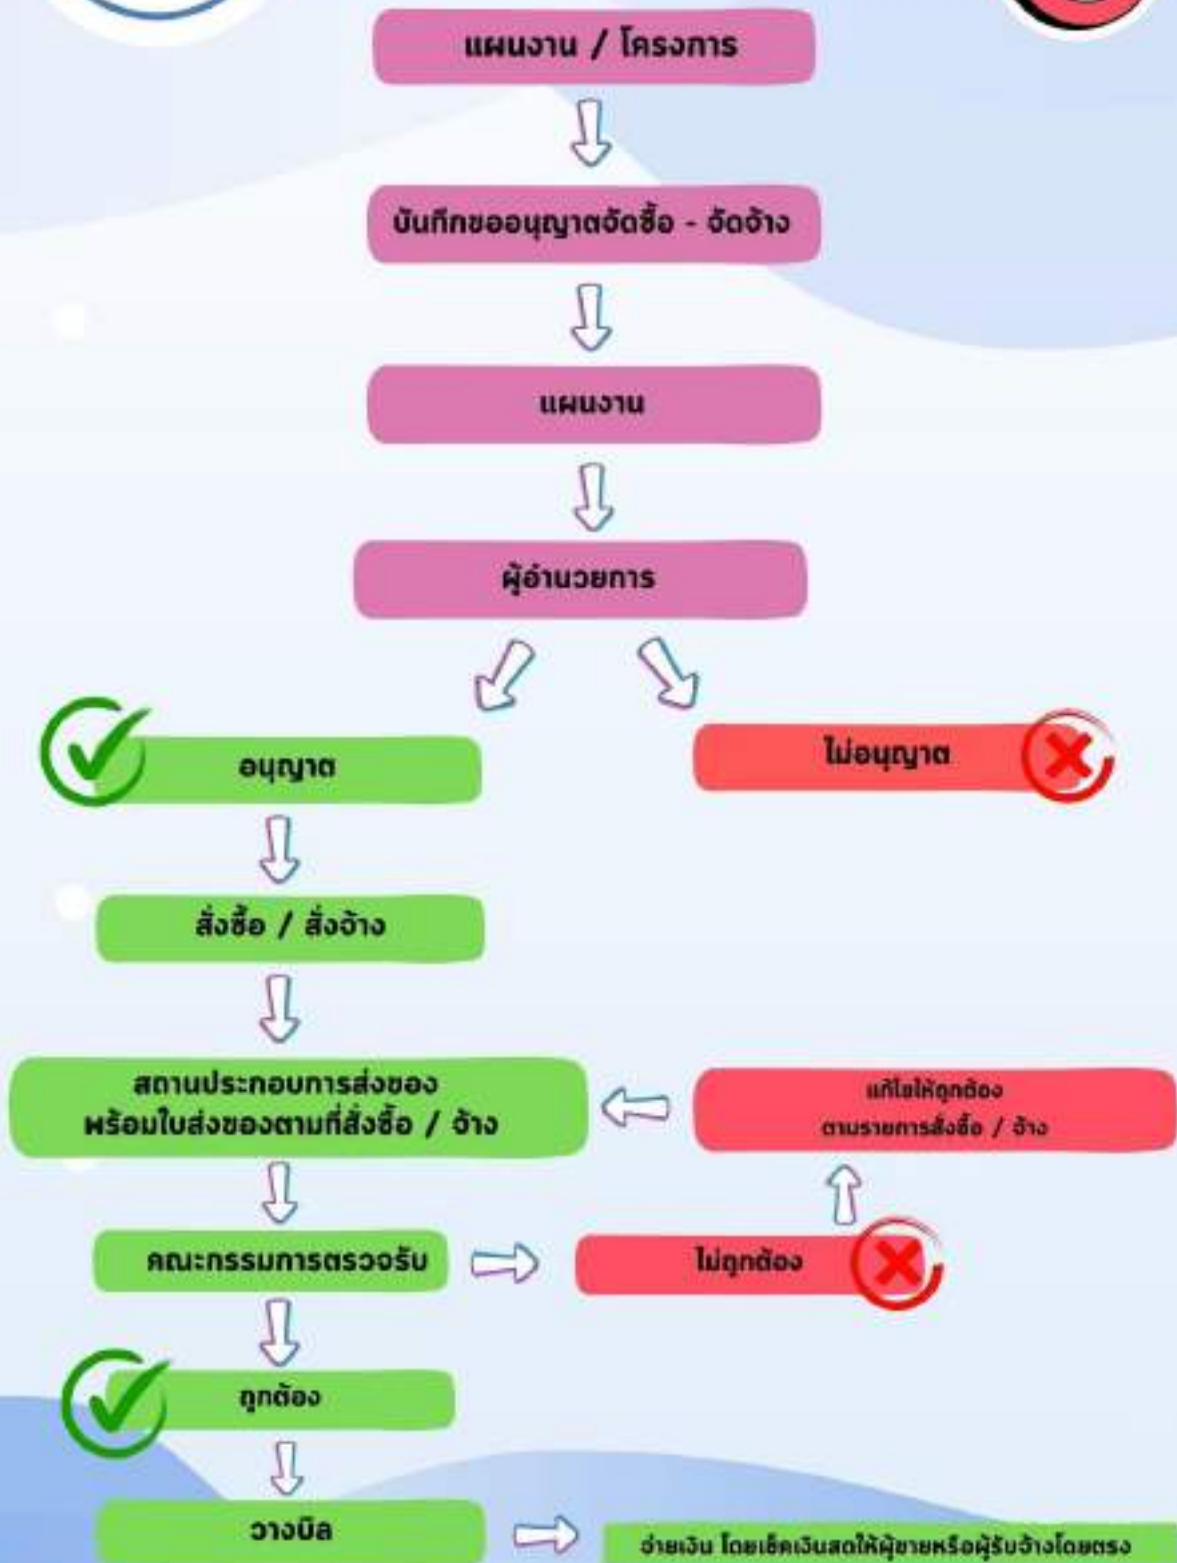 แผนงาน / โครงการ
บันทึกขออนุญาตจัดซื้อ - จัดจ้าง
แผนงาน
ผู้อำนวยการ
อนุญาต
ไม่อนุญาต
สั่งซื้อ / สั่งจ้าง
สถานประกอบการส่งของ
พร้อมใบส่งของตามที่สั่งซื้อ / จ้าง
แก้ไขให้ถูกต้อง
ตามรายการสั่งซื้อ / จ้าง
คณะกรรมการตรวจรับ
ไม่ถูกต้อง
ถูกต้อง
วางบิล
จ่ายเงิน โดยเช็คเงินสดให้ผู้ขายหรือผู้รับจ้างโดยตรง